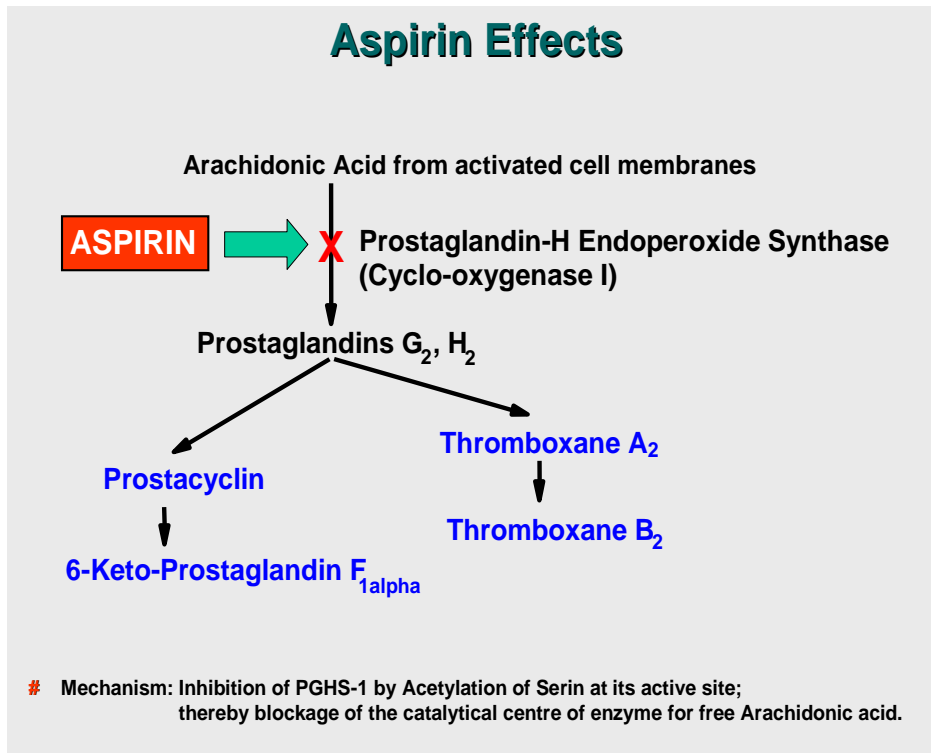 Aspirin Effects
Arachidonic Acid from activated cell membranes
ASPIRIN
X
Prostaglandin-H Endoperoxide Synthase
(Cyclo-oxygenase I)
Prostaglandins G2, H2
Thromboxane A2
Prostacyclin
Thromboxane B2
6-Keto-Prostaglandin F1alpha
# Mechanism: Inhibition of PGHS-1 by Acetylation of Serin at its active site;
thereby blockage of the catalytical centre of enzyme for free Arachidonic acid.